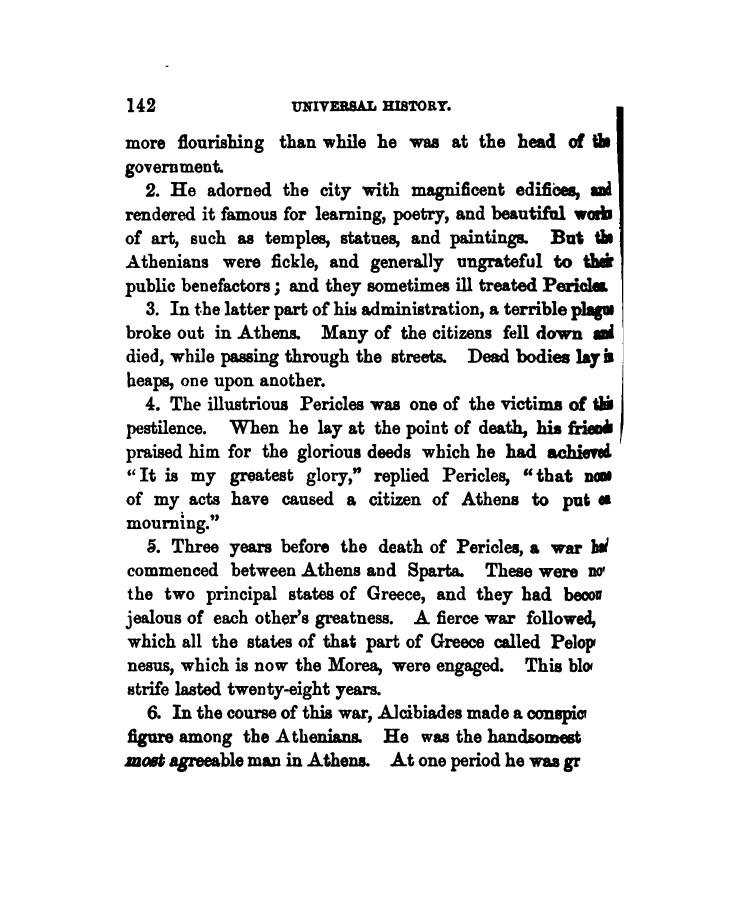 142 UNIVERSAL HISTORY.
more flourishing than while he was at the head of the
government.
2. He adorned the city with magnificent edifices, and
rendered it famous for learning, poetry, and beautiful works
of art, such as temples, statues, and paintings. But the
Athenians were fickle, and generally ungrateful to their
public benefactors; and they sometimes ill treated Pericles.
3. In the latter part of his administration, a terrible plague
broke out in Athens. Many of the citizens fell down and
died, while passing through the streets. Dead bodies lay in
heaps, one upon another.
4. The illustrious Pericles was one of the victims of this
pestilence. When he lay at the point of death, his friends
praised him for the glorious deeds which he had achieved.
“It is my greatest glory,” replied Pericles, “that none
of my acts have caused a citizen of Athens to put on
mourning.”
5. Three years before the death of Pericles, a war had
commenced between Athens and Sparta. These were
the two principal states of Greece, and they had
jealous of each other’s greatness. A fierce war followed,
which all the states of that part of Greece called Pelop
nesus, which is now the Morea, were engaged. This
strife lasted twenty-eight years.
6. In the course of this war, Alcibiades made a
figure among the Athenians. He was the handsomest
most agreeable man in Athens. At one period he was gr